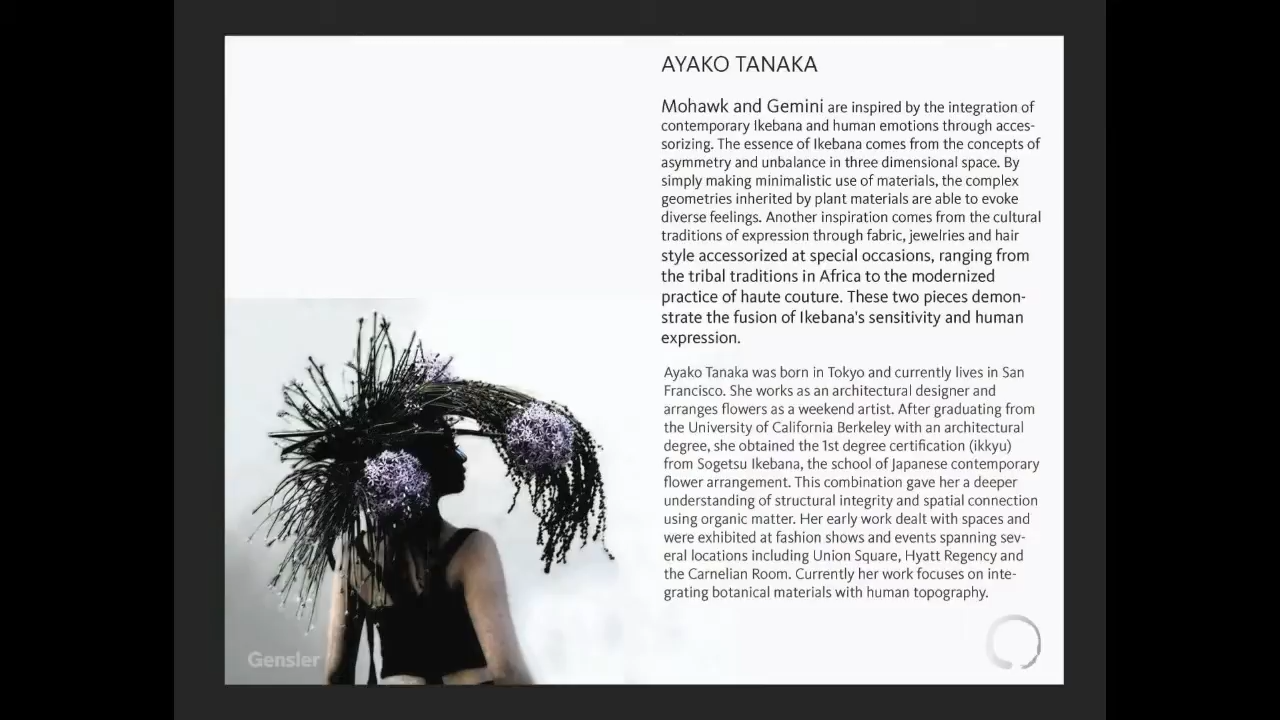 AYAKO TANAKA
Mohawk and Gemini are inspired by the integration of
contemporary Ikebana and human emotions through acces-
sorizing. The essence of Ikebana comes from the concepts of
asymmetry and unbalance in three dimensional space. By
simply making minimalistic use of materials, the complex
geometries inherited by plant materials are able to evoke
diverse feelings. Another inspiration comes from the cultural
traditions of expression through fabric, jewelries and hair
style accessorized at special occasions, ranging from
the tribal traditions in Africa to the modernized
practice of haute couture. These two pieces demon-
strate the fusion of Ikebana's sensitivity and human
expression.
Ayako Tanaka was born in Tokyo and currently lives in San
Francisco. She works as an architectural designer and
arranges flowers as a weekend artist. After graduating from
the University of California Berkeley with an architectural
degree, she obtained the 1st degree certification (ikkyu)
from Sogetsu Ikebana, the school of Japanese contemporary
flower arrangement. This combination gave her a deeper
understanding of structural integrity and spatial connection
using organic matter. Her early work dealt with spaces and
were exhibited at fashion shows and events spanning sev-
eral locations including Union Square, Hyatt Regency and
the Carnelian Room. Currently her work focuses on inte-
grating botanical materials with human topography.
Gensler